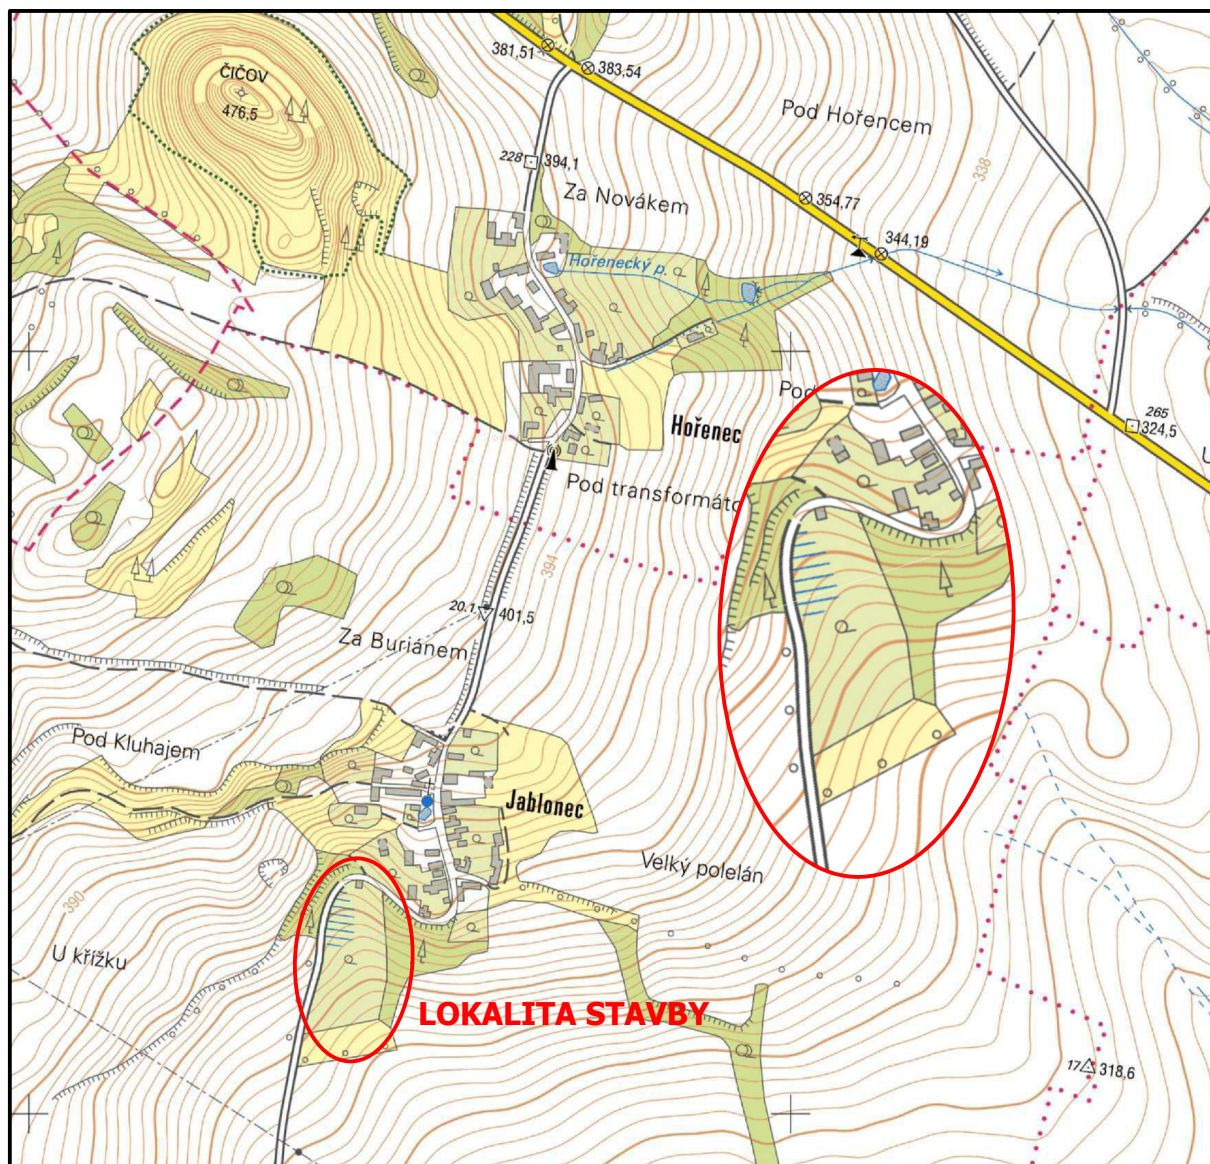 381,51
383,54
ČIČOV
476,5
Pod Hořencem
228
394,1
338
Za Novákem
354,77
344,19
Hořenecký p.
Pod
265
324,5
Hořenec
U
Pod transformáto
394
20.1
401,5
Za Buriánem
Pod Kluhajem
Jablonec
Velký polelán
390
U křížku
LOKALITA STAVBY
17
318,6